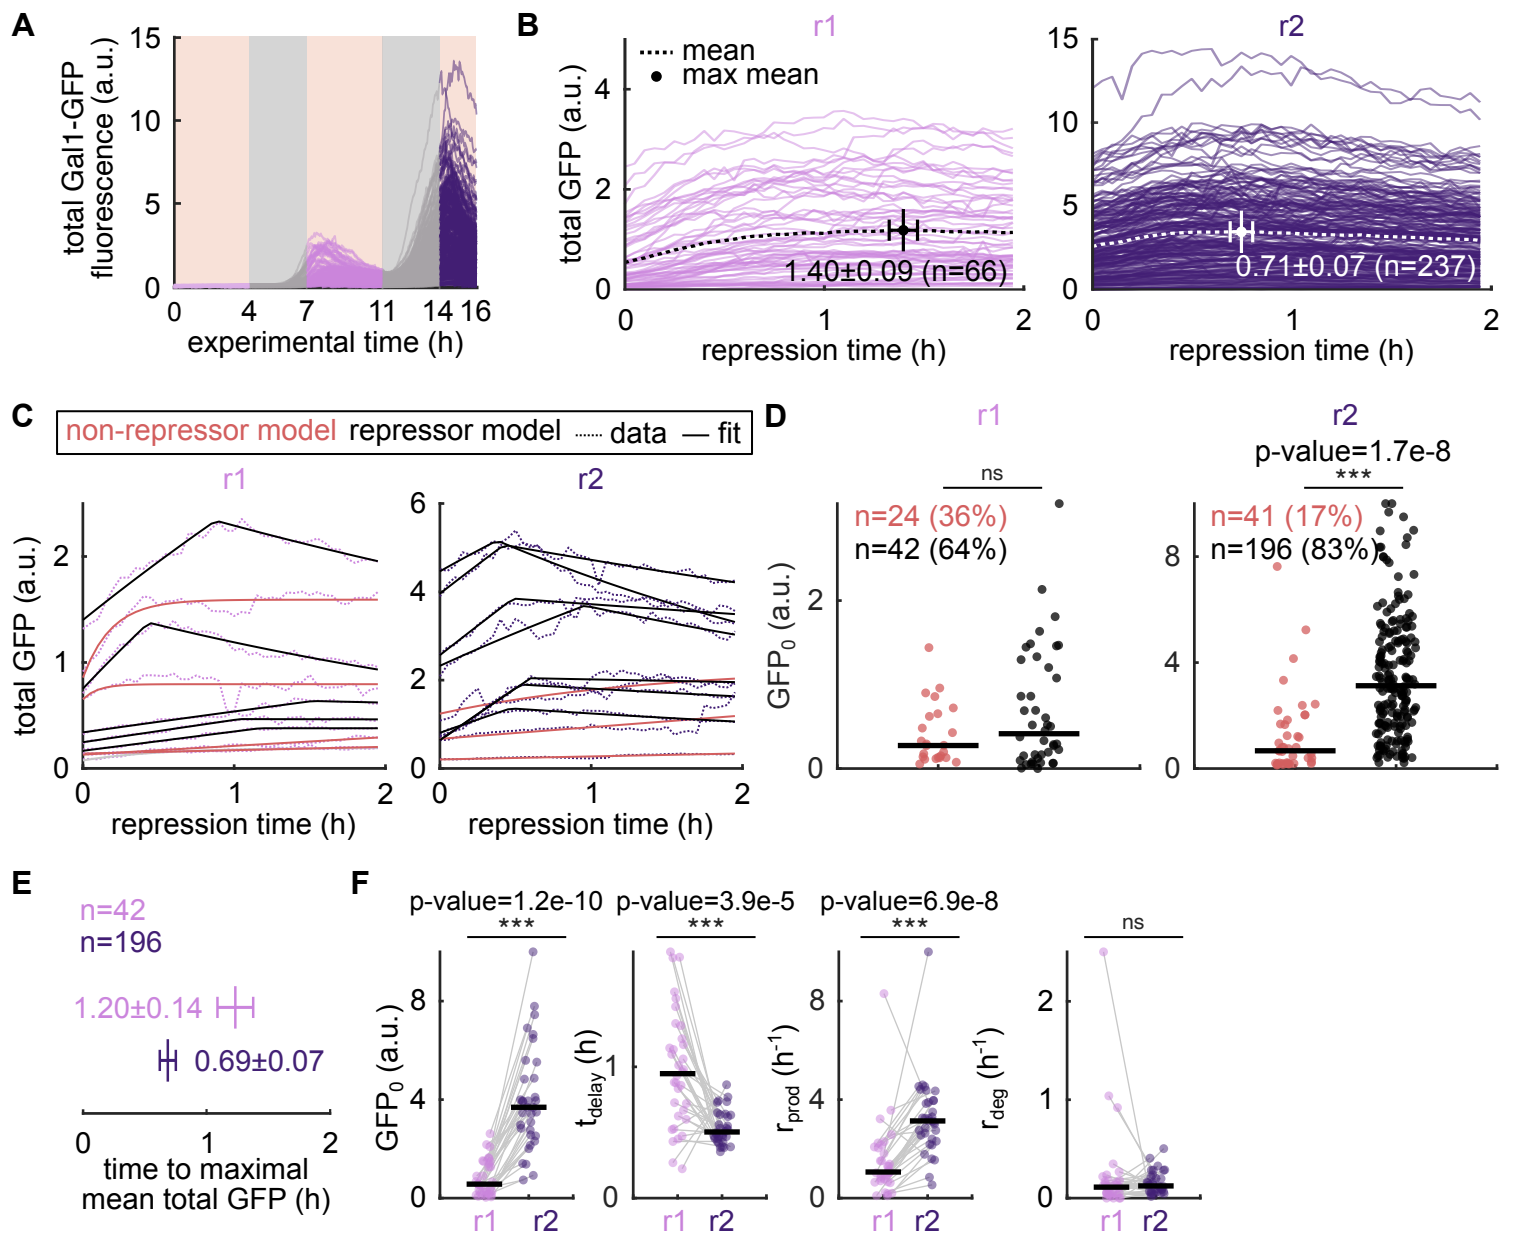 A
total Gal1-GFP
fluorescence (a.u.)
15
10
5
0
0 4 7 11 14 16
experimental time (h)
B
r1
mean
max mean
total GFP (a.u.)
4
2
0
1.40±0.09 (n=66)
0 1 2
repression time (h)
r2
15
10
5
0
0.71±0.07 (n=237)
0 1 2
repression time (h)
C
non-repressor model repressor model data fit
r1
total GFP (a.u.)
2
1
0
0 1 2
repression time (h)
r2
6
4
2
0
0 1 2
repression time (h)
D
r1
ns
n=24 (36%)
n=42 (64%)
GFP0 (a.u.)
2
0
r2
p-value=1.7e-8
***
n=41 (17%)
n=196 (83%)
8
4
0
E
n=42
n=196
1.20±0.14
0.69±0.07
0 1 2
time to maximal
mean total GFP (h)
F
p-value=1.2e-10
***
GFP0 (a.u.)
8
4
0
r1 r2
p-value=3.9e-5
***
tdelay (h)
1
0
r1 r2
p-value=6.9e-8
***
rprod (h-1)
8
4
0
r1 r2
ns
rdeg (h-1)
2
1
0
r1 r2